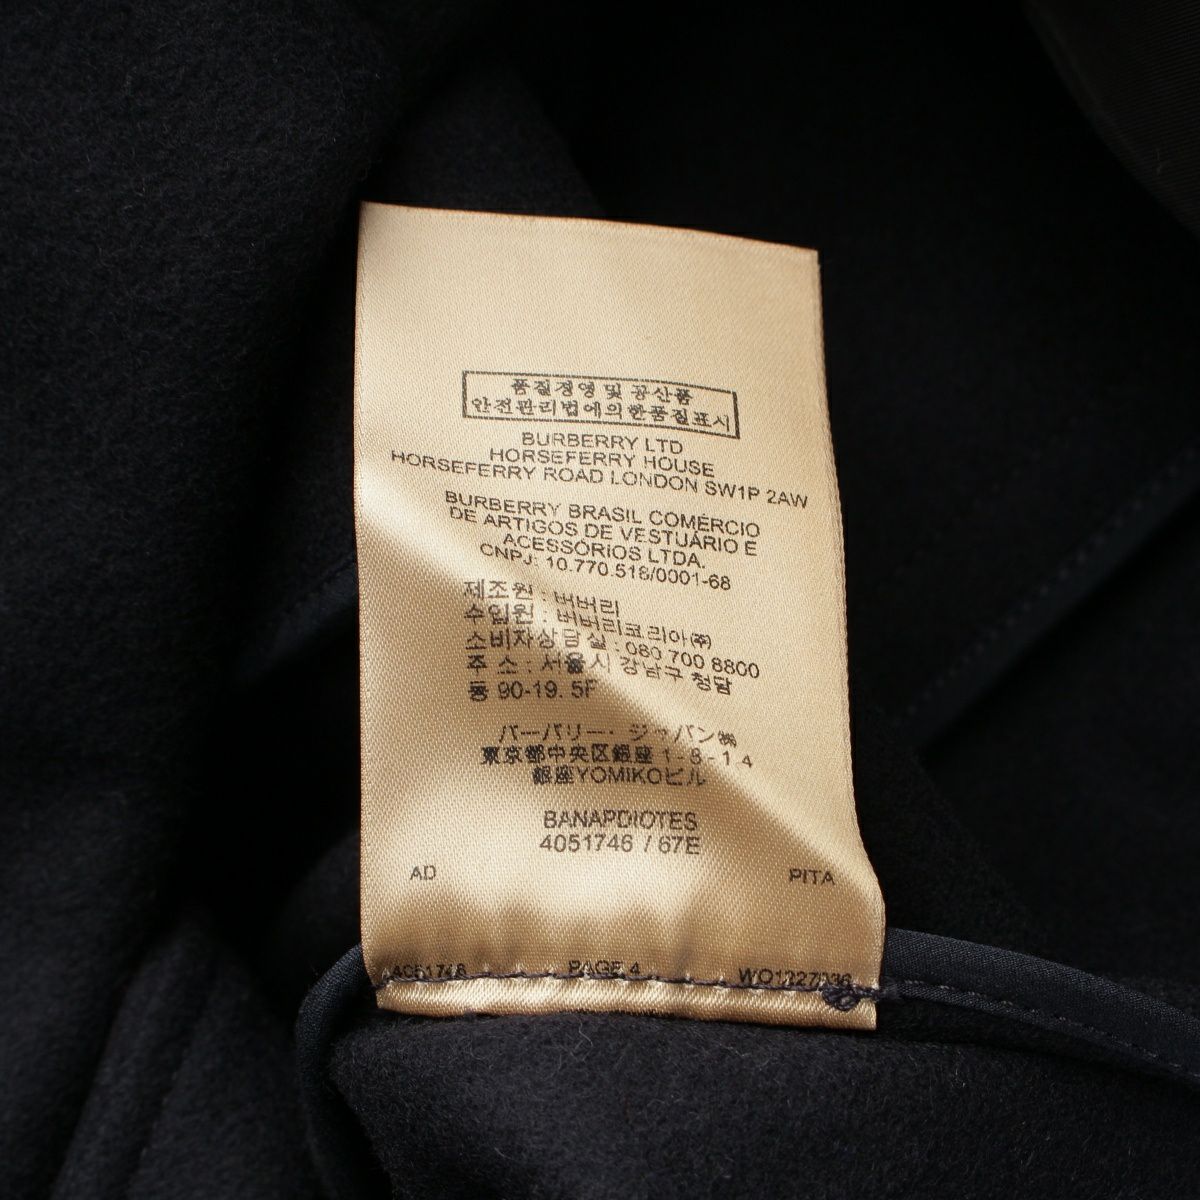 품질경영 및 공산품
안전관리법에의한품질표시
BURBERRY LTD
HORSEFERRY HOUSE
HORSEFERRY ROAD LONDON SW1P 2AW
BURBERRY BRASIL COMÉRCIO
DE ARTIGOS DE VESTUÁRIO E
ACESSÓRIOS LTDA.
CNPJ: 10.770.518/0001-68
제조원 : 버버리
수입원 : 버버리코리아㈜
소비자상담실 : 080 700 8800
주 소 : 서울시 강남구 청담
동 90-19. 5F
バーバリー・ジャパン㈱
東京都中央区銀座1-8-14
銀座YOMIKOビル
BANAPDIOTES
4051746 / 67E
AD PITA
PAGE 4